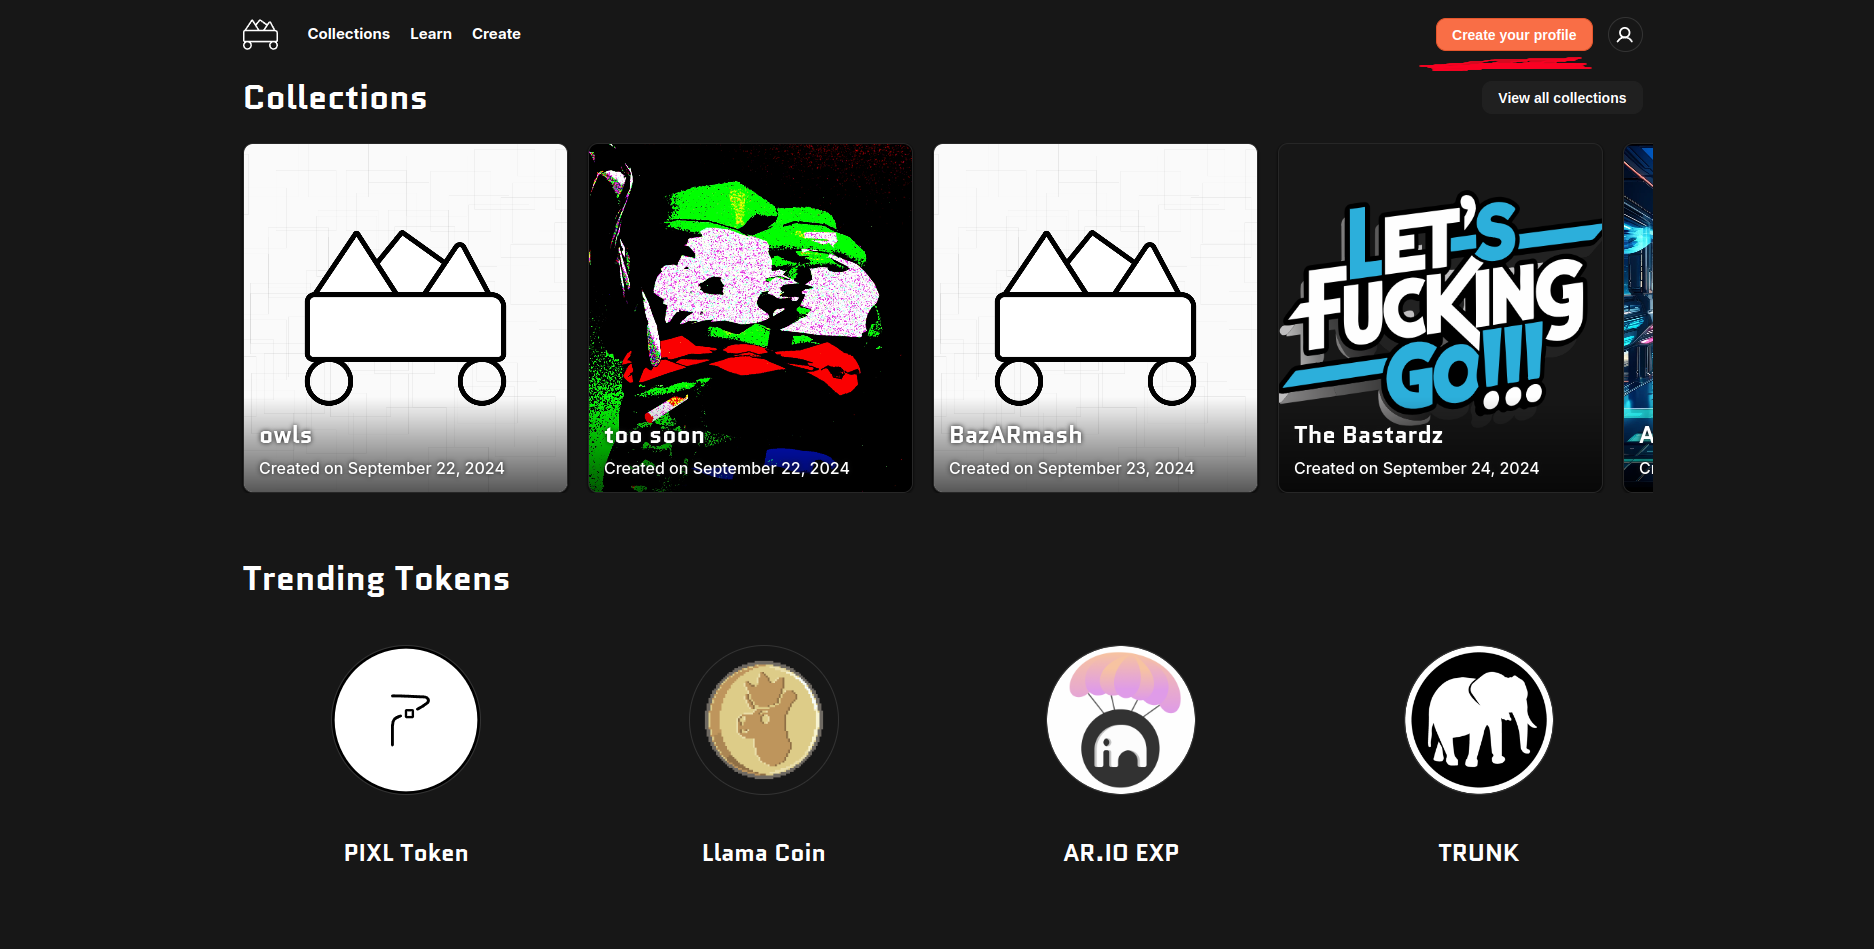 Collections Learn Create Create your profile
Collections View all collections
LET'S
FUCKING
GO!!!
owls too soon BazARmash The Bastardz A
Created on September 22, 2024 Created on September 22, 2024 Created on September 23, 2024 Created on September 24, 2024
Trending Tokens
PIXL Token Llama Coin AR.IO EXP TRUNK